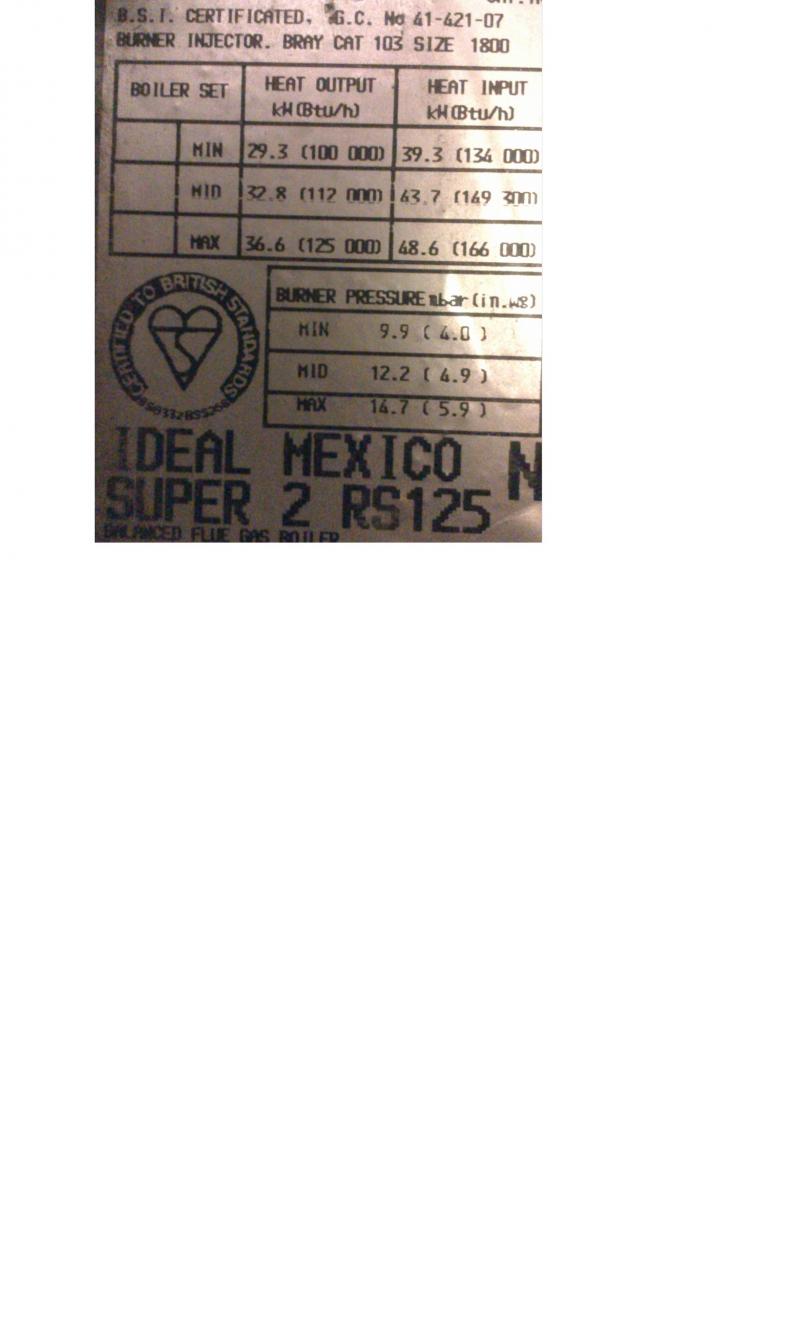 B.S.I. CERTIFICATED. G.C. No 41-421-07
BURNER INJECTOR. BRAY CAT 103 SIZE 1800
BOILER SET HEAT OUTPUT kW(Btu/h) HEAT INPUT kW(Btu/h)
MIN 29.3 (100 000) 39.3 (134 000)
MID 32.8 (112 000) 43.7 (149 300)
MAX 36.6 (125 000) 48.6 (166 000)
CERTIFIED TO BRITISH STANDARDS
BURNER PRESSURE mbar (in.wg)
MIN 9.9 ( 4.0 )
MID 12.2 ( 4.9 )
MAX 14.7 ( 5.9 )
IDEAL MEXICO N
SUPER 2 RS125
BALANCED FLUE GAS BOILER